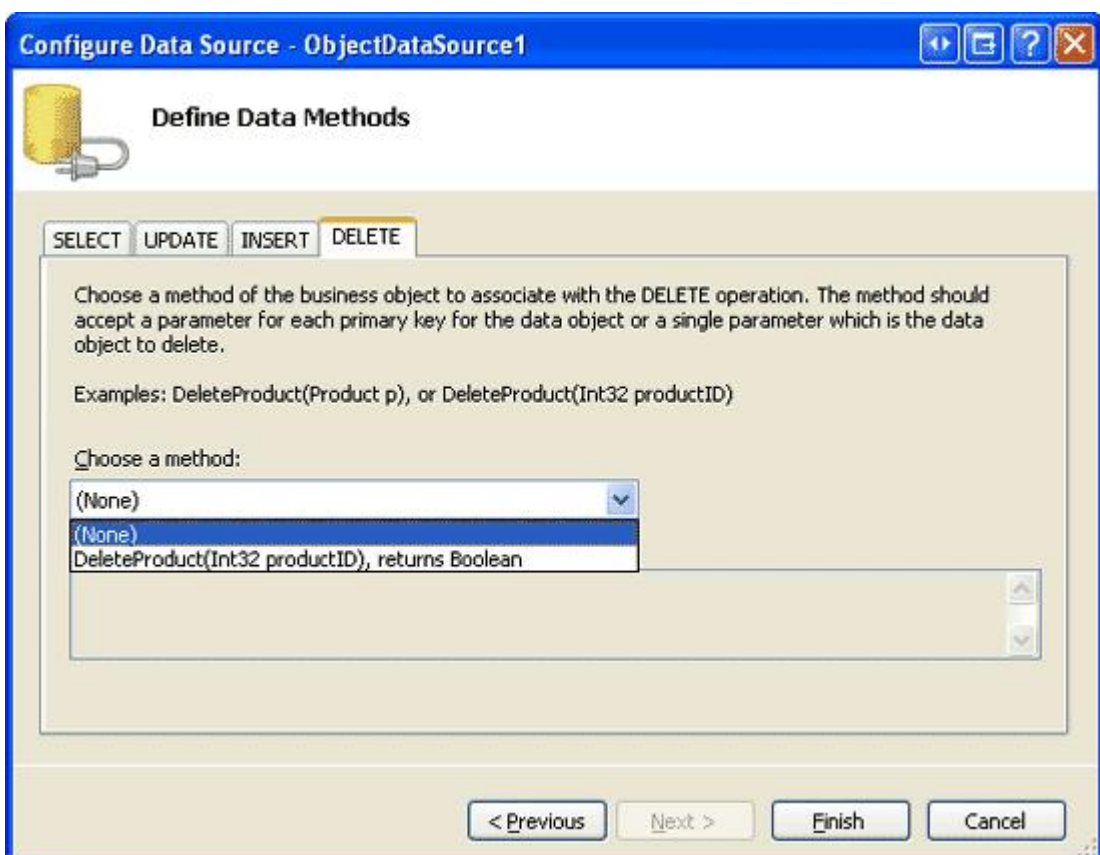 Configure Data Source - ObjectDataSource1
Define Data Methods
SELECT UPDATE INSERT DELETE
Choose a method of the business object to associate with the DELETE operation. The method should
accept a parameter for each primary key for the data object or a single parameter which is the data
object to delete.
Examples: DeleteProduct(Product p), or DeleteProduct(Int32 productID)
Choose a method:
(None)
(None)
DeleteProduct(Int32 productID), returns Boolean
< Previous Next > Finish Cancel